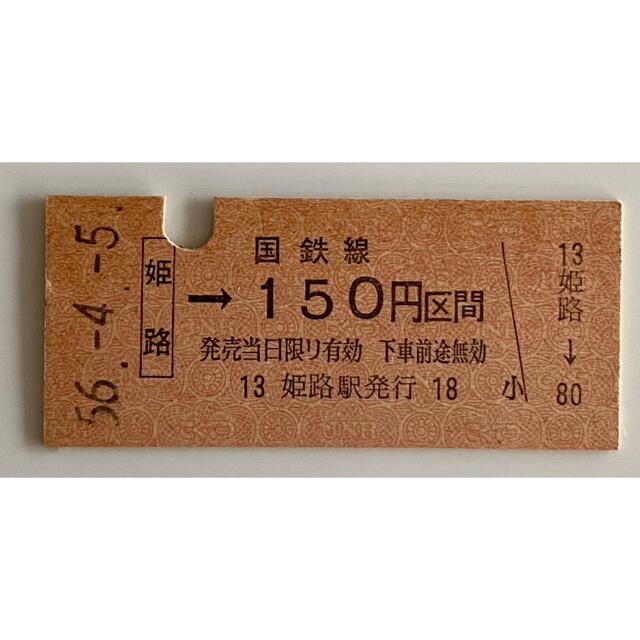 56.-4.-5.
姫路
国鉄線
→150円区間
発売当日限り有効 下車前途無効
13 姫路駅発行 18
小
13
姫路
↓
80